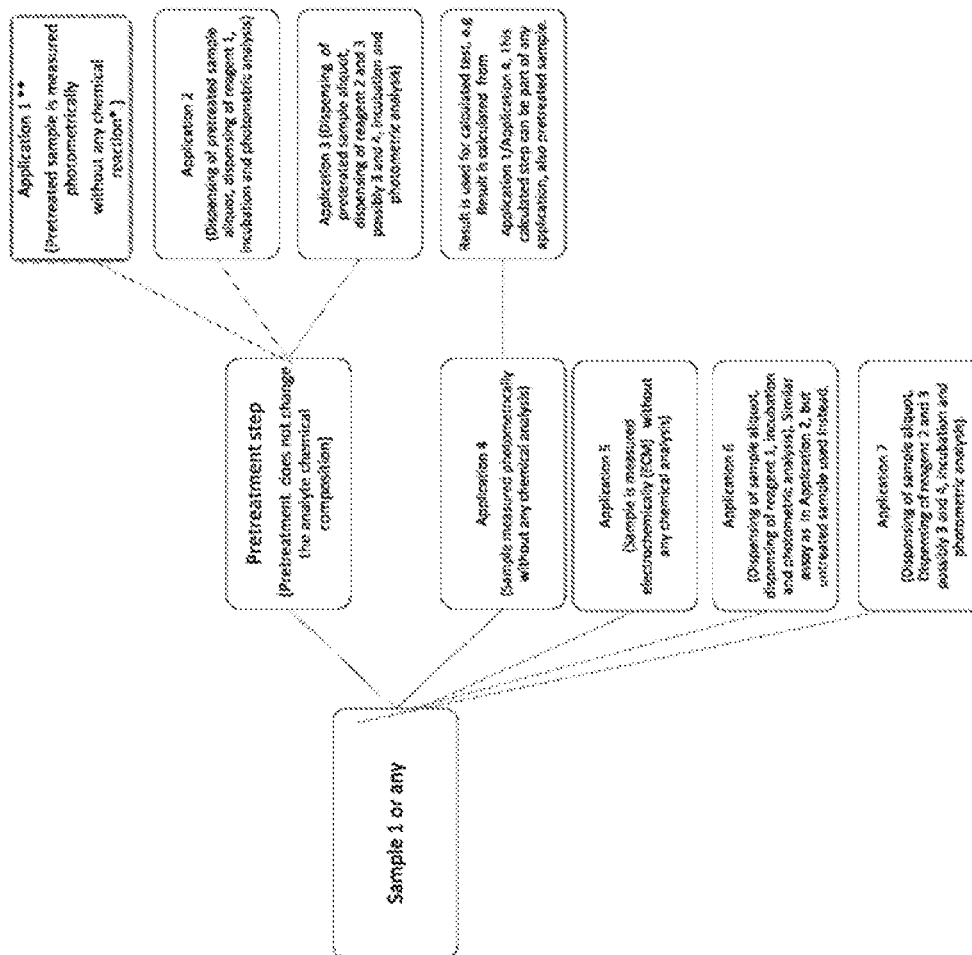 Sample 1 or any
Pretreatment step
(Pretreatment does not change
the analyte chemical
composition)
Application 1 **
(Pretreated sample is measured
photometrically
without any chemical
reaction*)
Application 2
(Dispensing of pretreated sample
aliquot, dispensing of reagent 1,
incubation and photometric analysis)
Application 3 (Dispensing of
pretreated sample aliquot,
dispensing of reagent 2 and 3
possibly 3 and 4, incubation and
photometric analysis)
Application 4
(Sample measured photometrically
without any chemical analysis)
Result is used for calculated test, e.g
Result is calculated from
Application 1/Application 4, this
calculated step can be part of any
application, also pretreated sample.
Application 5
(Sample is measured
electrochemically (ECM) without
any chemical analysis)
Application 6
(Dispensing of sample aliquot,
dispensing of reagent 1, incubation
and photometric analysis). Similar
assay as in Application 2, but
untreated sample used instead.
Application 7
(Dispensing of sample aliquot,
Dispensing of reagent 2 and 3
possibly 3 and 4, incubation and
photometric analysis)